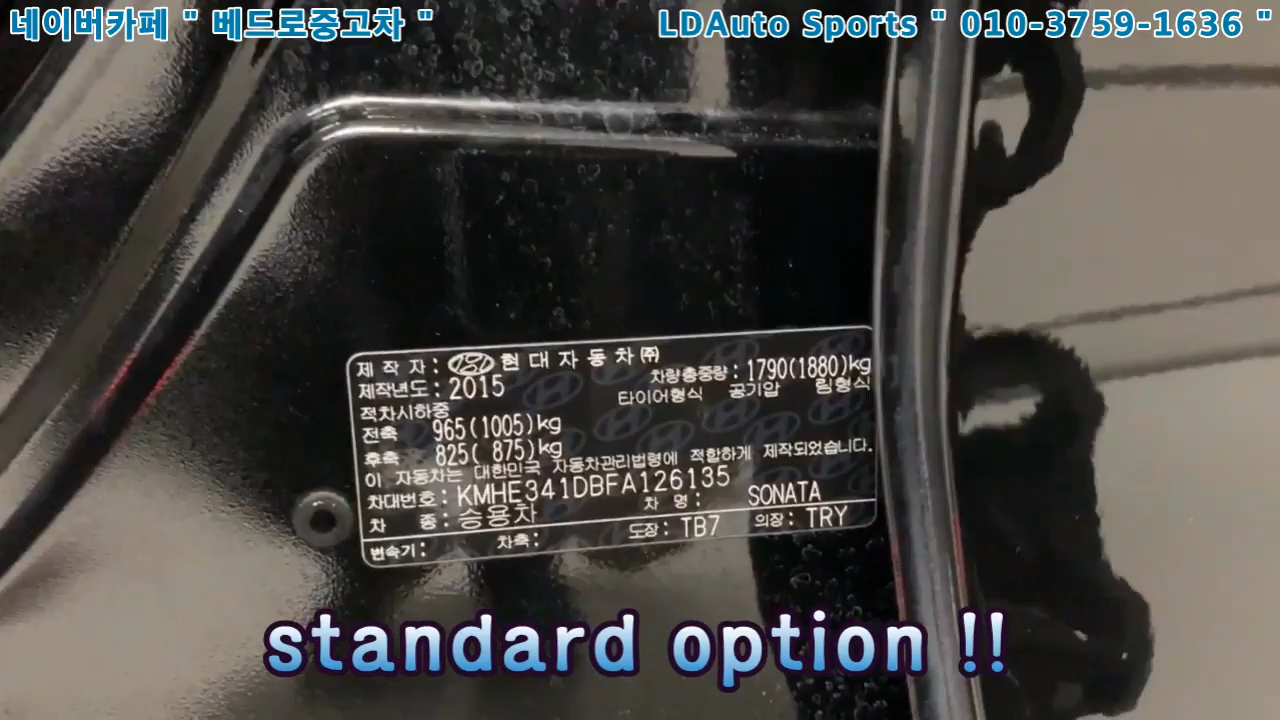 네이버카페 " 베드로중고차 "
LDAuto Sports " 010-3759-1636 "
제 작 자 : 현 대 자 동 차 ㈜
제작년도 : 2015
차량총중량 : 1790(1880)kg
적차시하중
타이어형식 공기압 림형식
전축 965(1005)kg
후축 825( 875)kg
이 자동차는 대한민국 자동차관리법령에 적합하게 제작되었습니다.
차대번호 : KMHE341DBFA126135
차 종 : 승용차
차 명 : SONATA
변속기 : 차축 : 도장 : TB7 의장 : TRY
standard option !!